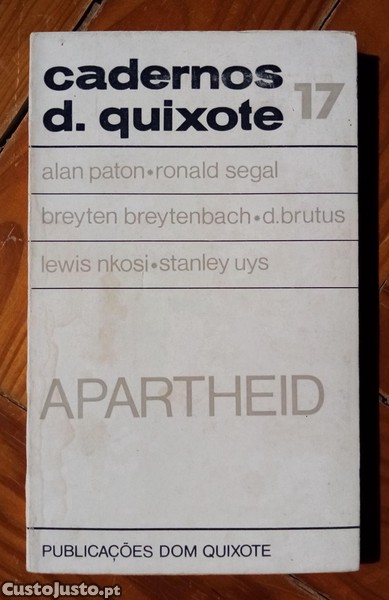 cadernos
d. quixote 17
alan paton•ronald segal
breyten breytenbach•d.brutus
lewis nkosi•stanley uys
APARTHEID
PUBLICAÇÕES DOM QUIXOTE
CustoJusto.pt